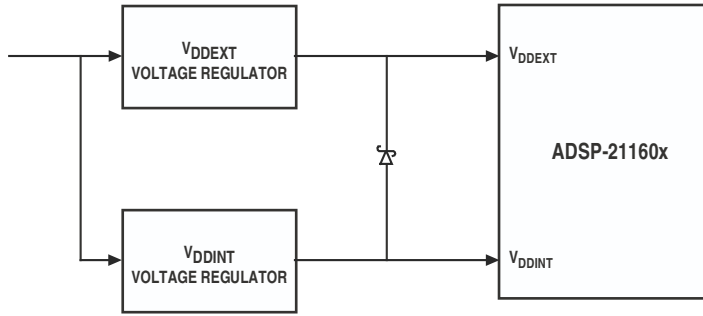 VDDEXT
VOLTAGE REGULATOR
VDDEXT
ADSP-21160x
VDDINT
VOLTAGE REGULATOR
VDDINT